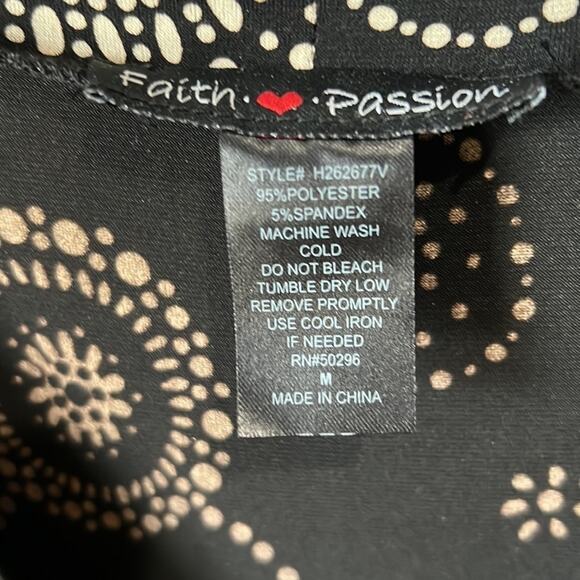 Faith · ❤ · Passion
STYLE# H262677V
95%POLYESTER
5%SPANDEX
MACHINE WASH
COLD
DO NOT BLEACH
TUMBLE DRY LOW
REMOVE PROMPTLY
USE COOL IRON
IF NEEDED
RN#50296
M
MADE IN CHINA